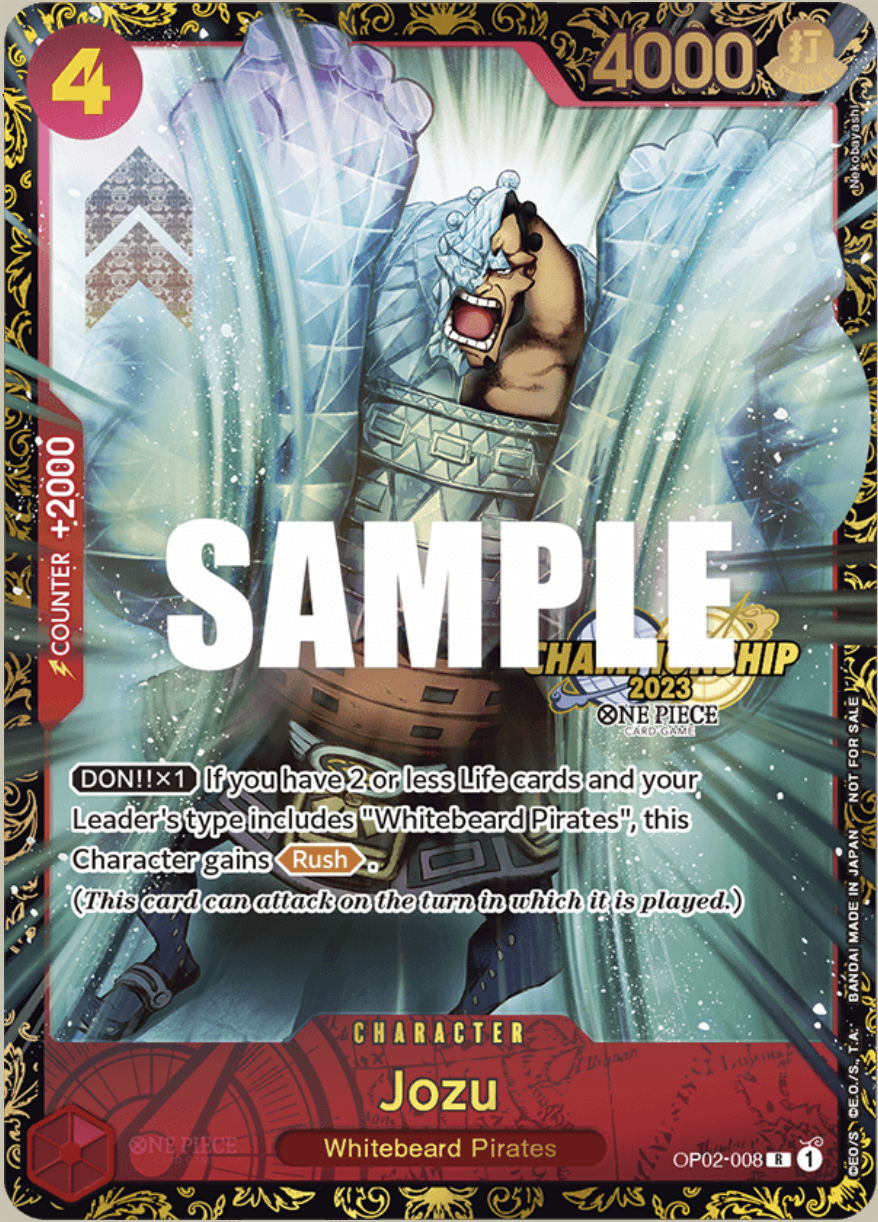 4
4000
打
STRIKE
Nekobayashi
COUNTER +2000
SAMPLE
CHAMPIONSHIP
2023
ONE PIECE
CARD GAME
DON!!×1 If you have 2 or less Life cards and your
Leader's type includes "Whitebeard Pirates", this
Character gains Rush.
(This card can attack on the turn in which it is played.)
CHARACTER
Jozu
Whitebeard Pirates
ONE PIECE
OP02-008 R 1
©EO/S ©E.O./S., T.A. BANDAI MADE IN JAPAN NOT FOR SALE